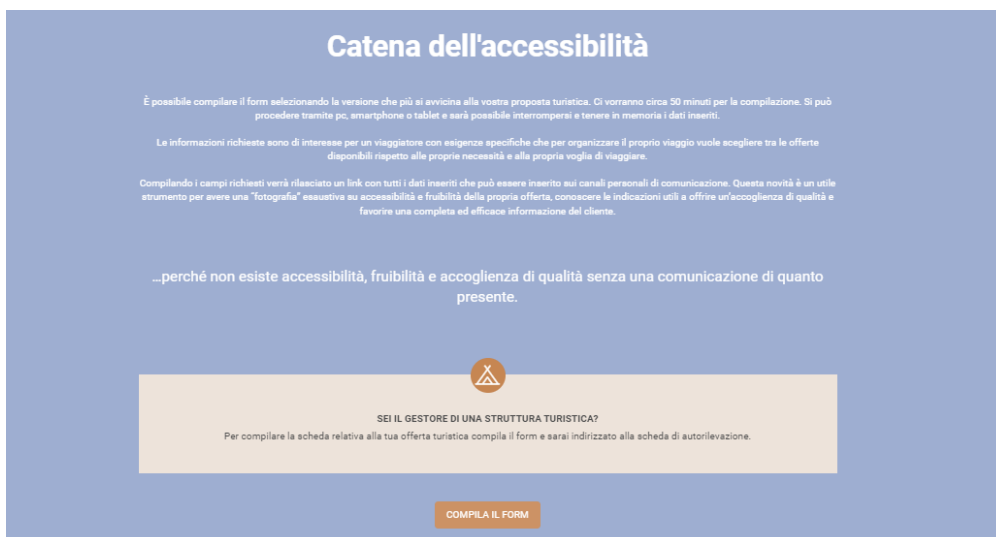 Catena dell'accessibilità
È possibile compilare il form selezionando la versione che più si avvicina alla vostra proposta turistica. Ci vorranno circa 50 minuti per la compilazione. Si può
procedere tramite pc, smartphone o tablet e sarà possibile interrompersi e tenere in memoria i dati inseriti.
Le informazioni richieste sono di interesse per un viaggiatore con esigenze specifiche che per organizzare il proprio viaggio vuole scegliere tra le offerte
disponibili rispetto alle proprie necessità e alla propria voglia di viaggiare.
Compilando i campi richiesti verrà rilasciato un link con tutti i dati inseriti che può essere inserito sui canali personali di comunicazione. Questa novità è un utile
strumento per avere una "fotografia" esaustiva su accessibilità e fruibilità della propria offerta, conoscere le indicazioni utili a offrire un'accoglienza di qualità e
favorire una completa ed efficace informazione del cliente.
...perché non esiste accessibilità, fruibilità e accoglienza di qualità senza una comunicazione di quanto
presente.
SEI IL GESTORE DI UNA STRUTTURA TURISTICA?
Per compilare la scheda relativa alla tua offerta turistica compila il form e sarai indirizzato alla scheda di autorilevazione.
COMPILA IL FORM